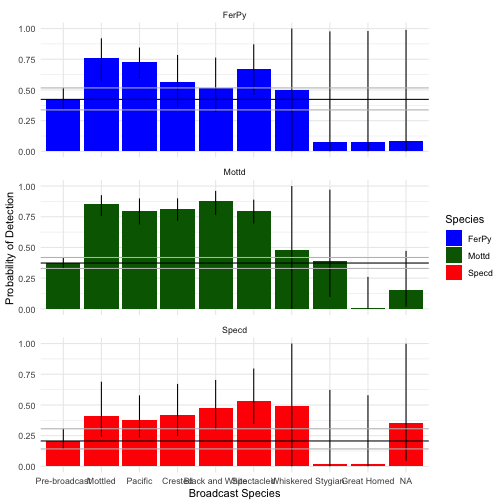 FerPy
1.00
0.75
0.50
0.25
0.00
Mottd
1.00
0.75
0.50
0.25
0.00
Specd
1.00
0.75
0.50
0.25
0.00
Probability of Detection
Pre-broadcast Mottled Pacific Crested Black and White Spectacled Whiskered Stygian Great Horned NA
Broadcast Species
Species
FerPy
Mottd
Specd